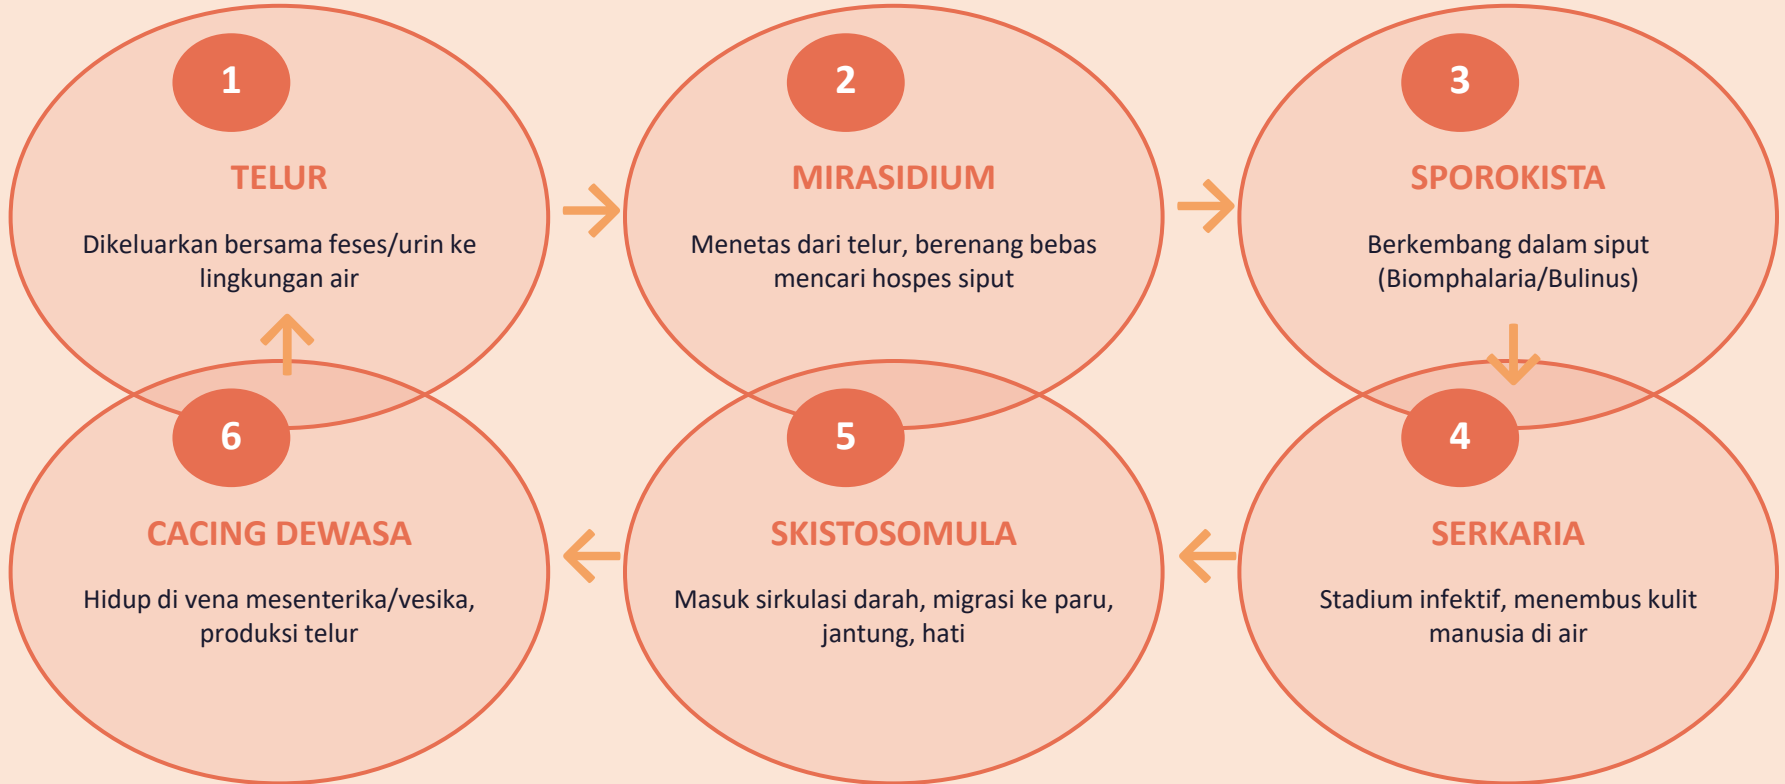 1
TELUR
Dikeluarkan bersama feses/urin ke
lingkungan air
2
MIRASIDIUM
Menetas dari telur, berenang bebas
mencari hospes siput
3
SPOROKISTA
Berkembang dalam siput
(Biomphalaria/Bulinus)
4
SERKARIA
Stadium infektif, menembus kulit
manusia di air
5
SKISTOSOMULA
Masuk sirkulasi darah, migrasi ke paru,
jantung, hati
6
CACING DEWASA
Hidup di vena mesenterika/vesika,
produksi telur